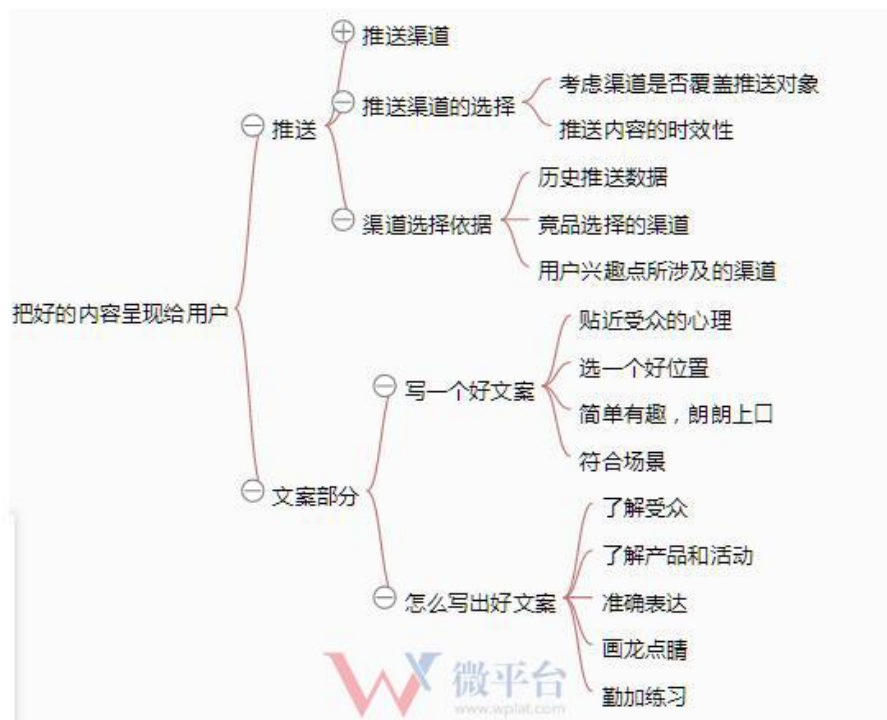 推送渠道
考虑渠道是否覆盖推送对象
推送渠道的选择
推送内容的时效性
推送
历史推送数据
渠道选择依据
竞品选择的渠道
用户兴趣点所涉及的渠道
把好的内容呈现给用户
贴近受众的心理
选一个好位置
写一个好文案
简单有趣，朗朗上口
符合场景
文案部分
了解受众
了解产品和活动
怎么写出好文案
准确表达
画龙点睛
勤加练习
微平台
www.wplat.com